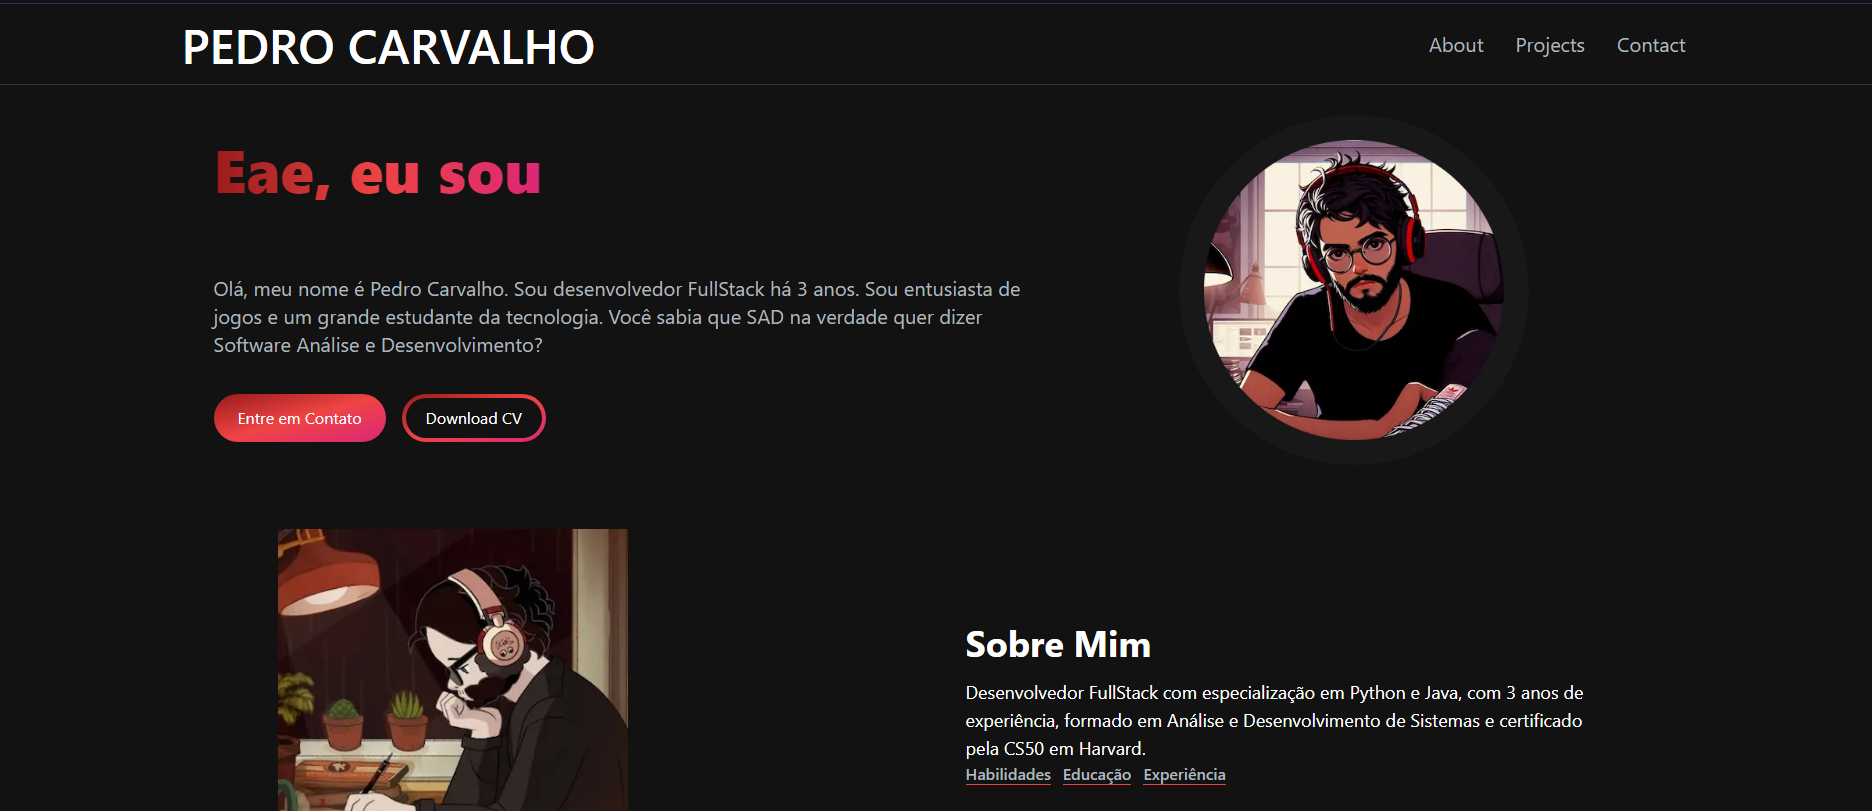 PEDRO CARVALHO
About Projects Contact
Eae, eu sou
Olá, meu nome é Pedro Carvalho. Sou desenvolvedor FullStack há 3 anos. Sou entusiasta de
jogos e um grande estudante da tecnologia. Você sabia que SAD na verdade quer dizer
Software Análise e Desenvolvimento?
Entre em Contato
Download CV
Sobre Mim
Desenvolvedor FullStack com especialização em Python e Java, com 3 anos de
experiência, formado em Análise e Desenvolvimento de Sistemas e certificado
pela CS50 em Harvard.
Habilidades Educação Experiência